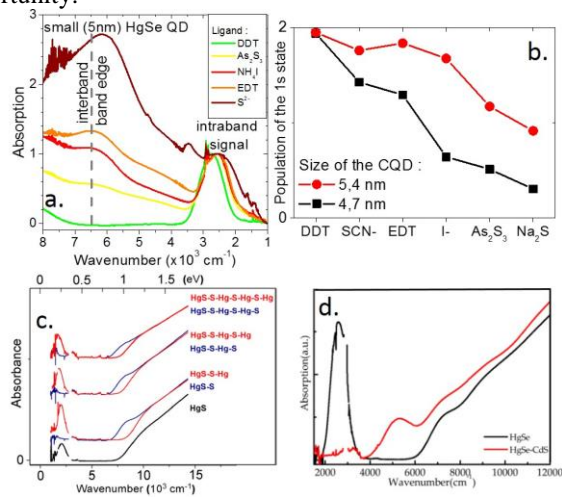 rtunity.
small (5nm) HgSe QD
a.
Absorption
3
2
1
0
Ligand :
DDT
As2S3
NH4I
EDT
S2-
interband
band edge
intraband
signal
8 7 6 5 4 3 2 1
Wavenumber (x10³ cm⁻¹)
b.
Population of the 1s state
2
1
0
Size of the CQD :
5,4 nm
4,7 nm
DDT SCN- EDT I- As2S3 Na2S
c.
0 0.5 1 1.5 (eV)
Absorbance
HgS-S-Hg-S-Hg-S-Hg
HgS-S-Hg-S-Hg-S
HgS-S-Hg-S-Hg
HgS-S-Hg-S
HgS-S-Hg
HgS-S
HgS
0 5 10 15
Wavenumber (10³ cm⁻¹)
d.
Absorption(a.u.)
HgSe
HgSe-CdS
2000 4000 6000 8000 10000 12000
Wavenumber(cm⁻¹)